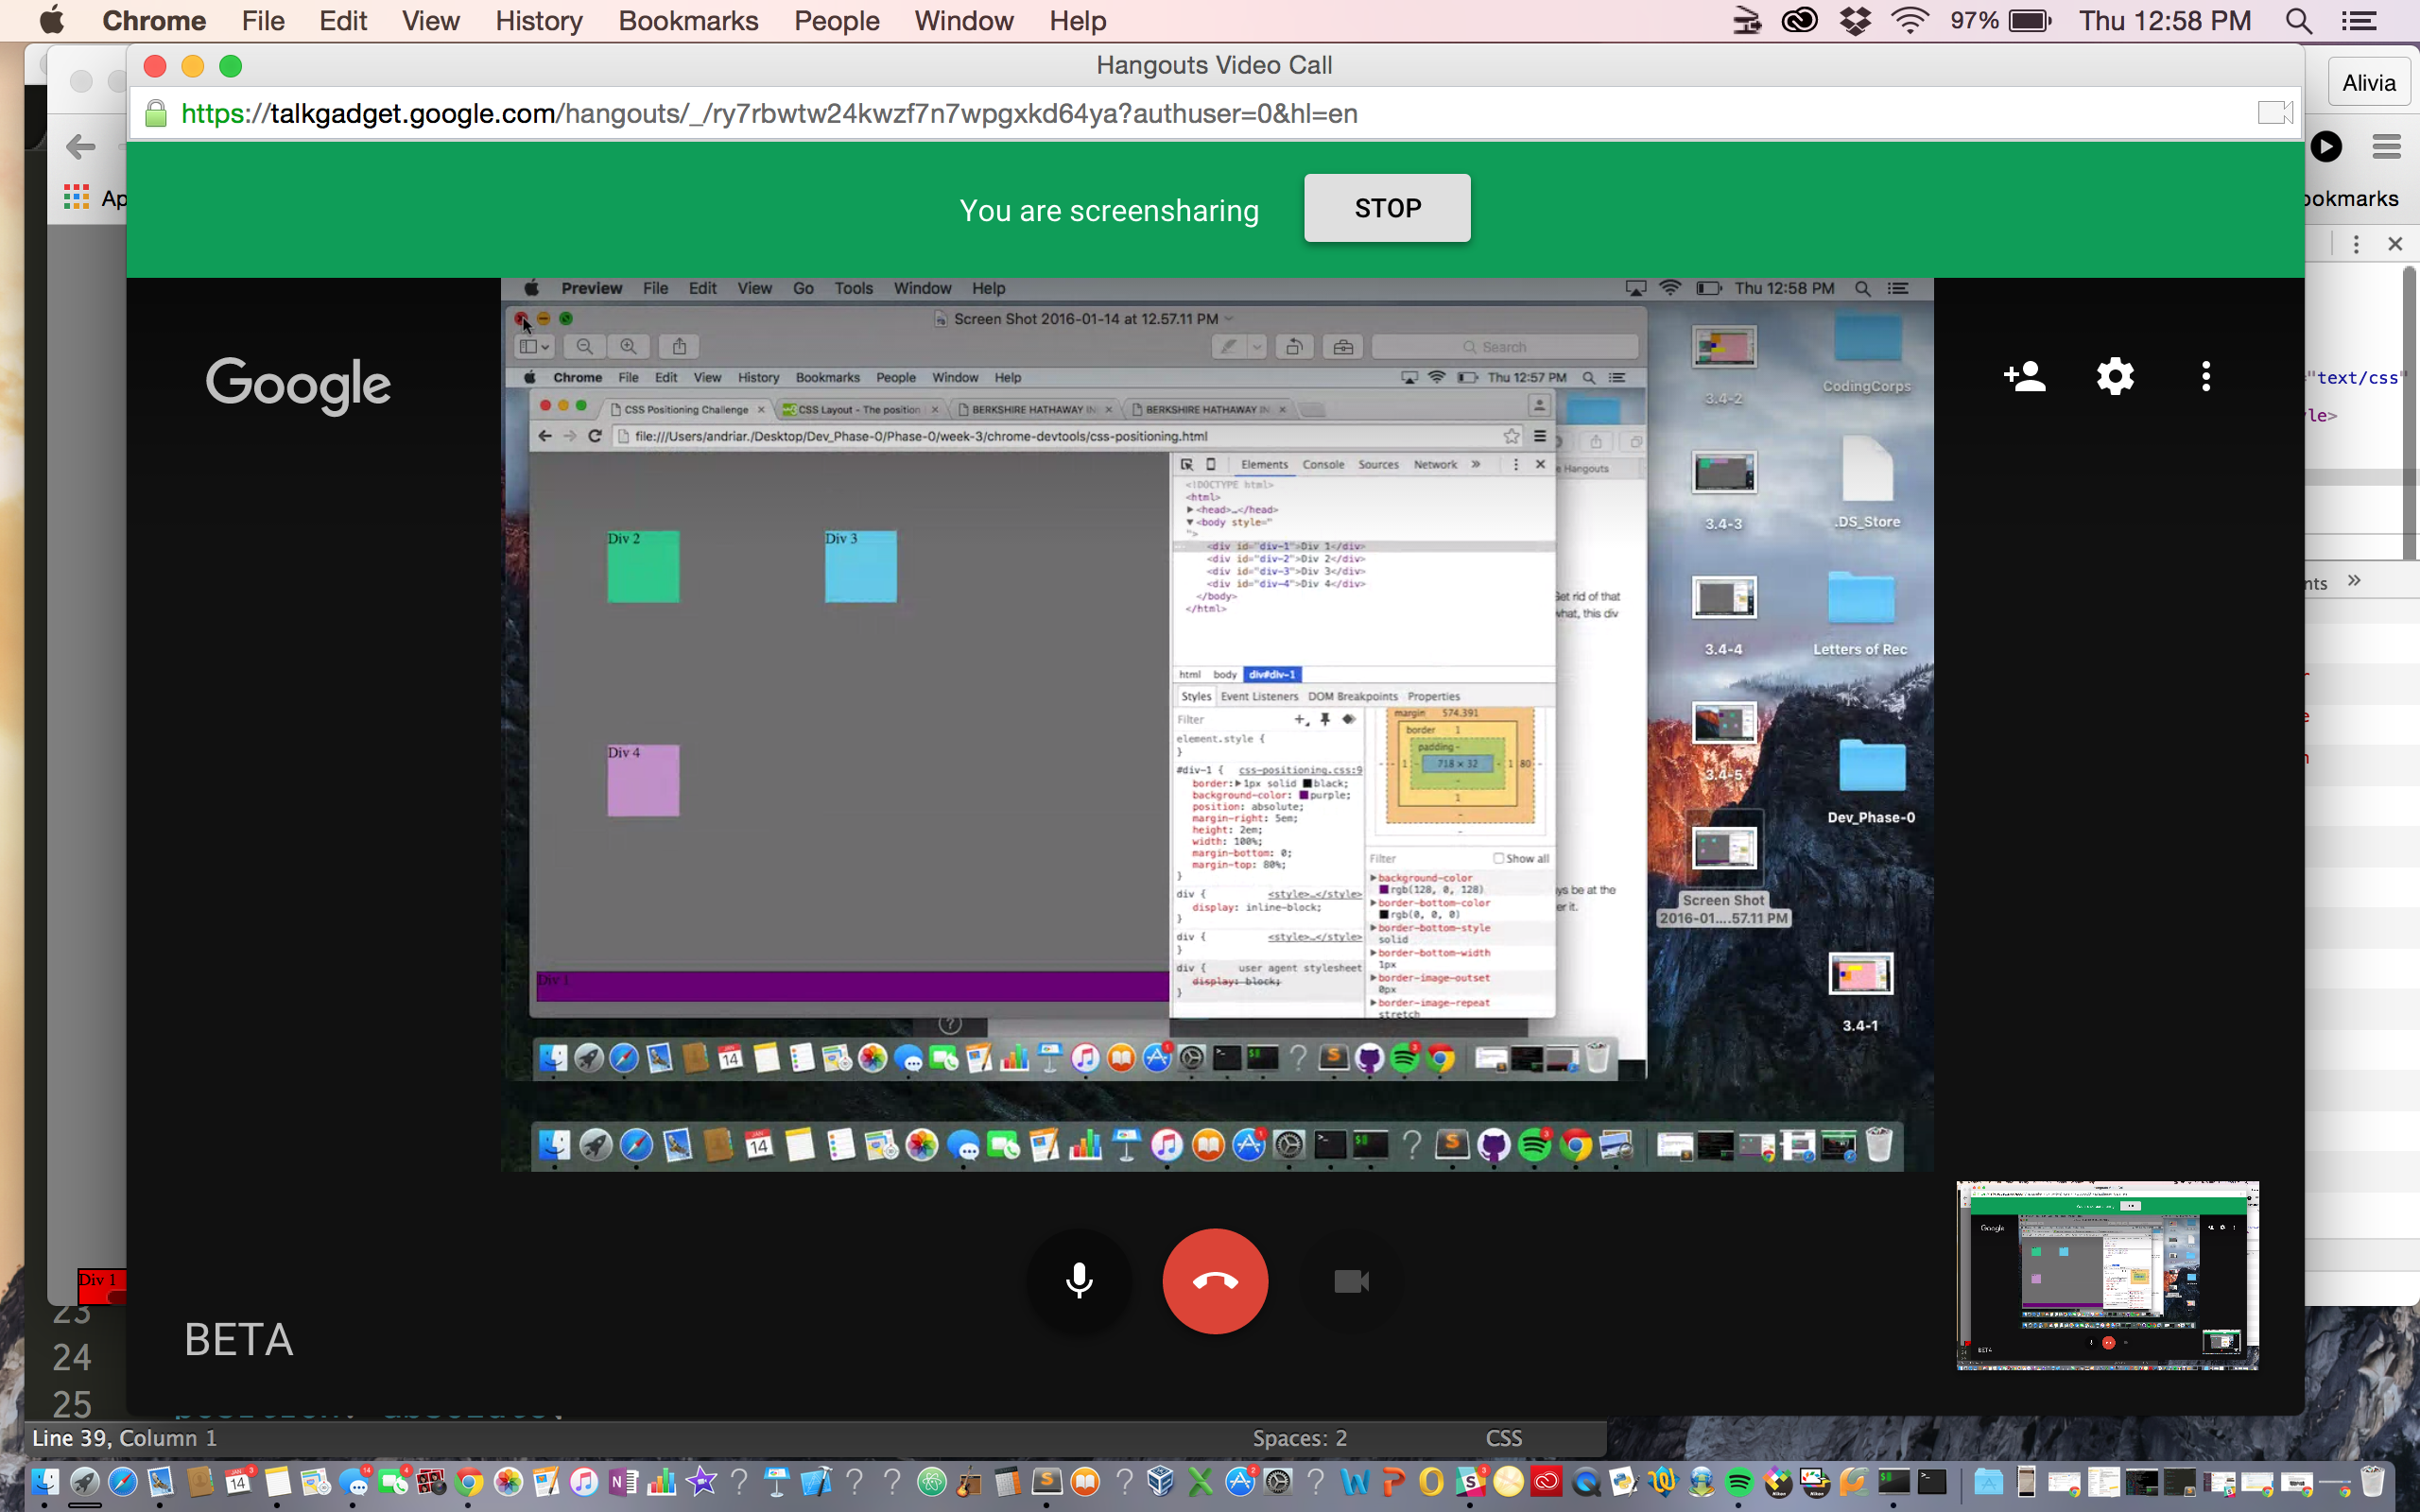 Chrome File Edit View History Bookmarks People Window Help 97% Thu 12:58 PM
Hangouts Video Call
Alivia
https://talkgadget.google.com/hangouts/_/ry7rbwtw24kwzf7n7wpgxkd64ya?authuser=0&hl=en
Ap
ookmarks
You are screensharing STOP
Preview File Edit View Go Tools Window Help Thu 12:58 PM
Screen Shot 2016-01-14 at 12.57.11 PM
Search
Chrome File Edit View History Bookmarks People Window Help Thu 12:57 PM
CSS Positioning Challenge CSS Layout - The position BERKSHIRE HATHAWAY IN BERKSHIRE HATHAWAY IN
file:///Users/andriar./Desktop/Dev_Phase-0/Phase-0/week-3/chrome-devtools/css-positioning.html
Google
Elements Console Sources Network »
e Hangouts
<!DOCTYPE html>
<html>
<head>…</head>
<body style="
">
<div id="div-1">Div 1</div>
<div id="div-2">Div 2</div>
<div id="div-3">Div 3</div>
<div id="div-4">Div 4</div>
</body>
</html>
Div 2
Div 3
Div 4
Div 1
Get rid of that
what, this div
html body div#div-1
Styles Event Listeners DOM Breakpoints Properties
Filter
element.style {
}
#div-1 { css-positioning.css:9
border: 1px solid black;
background-color: purple;
position: absolute;
margin-right: 5em;
height: 2em;
width: 100%;
margin-bottom: 0;
margin-top: 80%;
}
div { <style>…</style>
display: inline-block;
}
div { <style>…</style>
}
div { user agent stylesheet
display: block;
}
margin 574.391
border 1
padding -
1 - 718 × 32 - 1 80
-
1
-
Filter Show all
background-color
rgb(128, 0, 128)
border-bottom-color
rgb(0, 0, 0)
border-bottom-style
solid
border-bottom-width
1px
border-image-outset
0px
border-image-repeat
stretch
ys be at the
er it.
3.4-2
CodingCorps
3.4-3
.DS_Store
3.4-4
Letters of Rec
3.4-5
Dev_Phase-0
Screen Shot
2016-01....57.11 PM
3.4-1
"text/css"
le>
nts »
Div 1
BETA
23
24
25
Line 39, Column 1 Spaces: 2 CSS